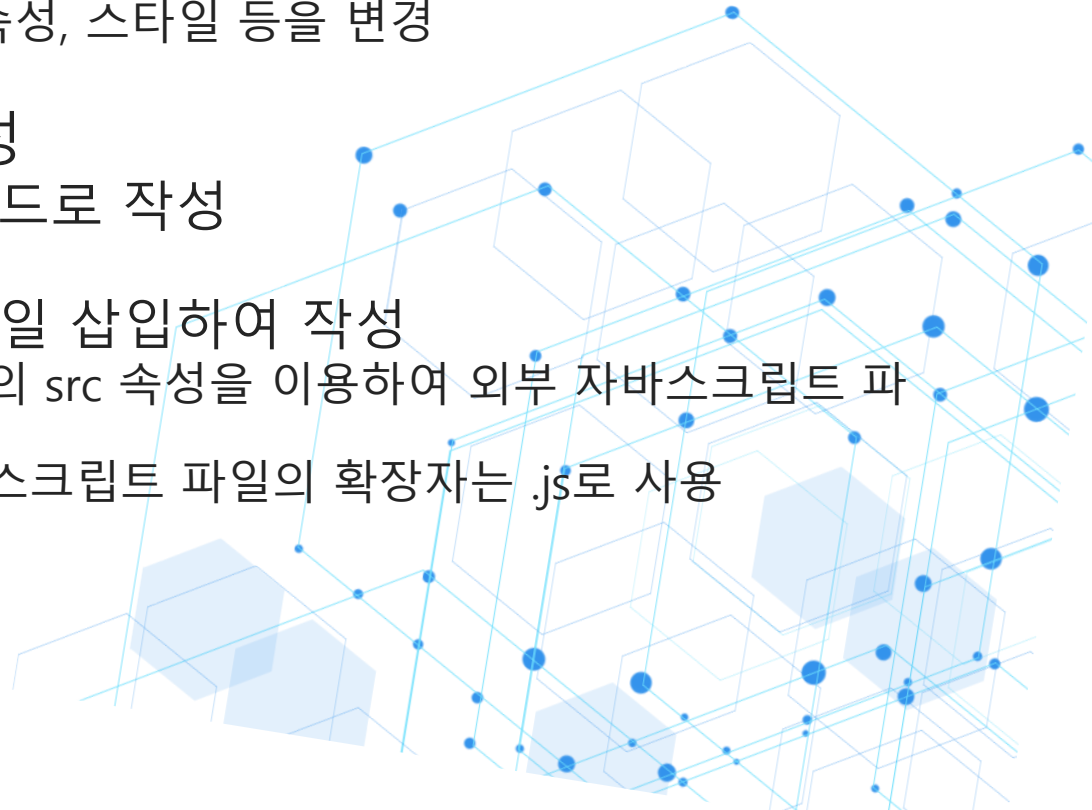 속성, 스타일 등을 변경
성
드로 작성
일 삽입하여 작성
의 src 속성을 이용하여 외부 자바스크립트 파
스크립트 파일의 확장자는 .js로 사용